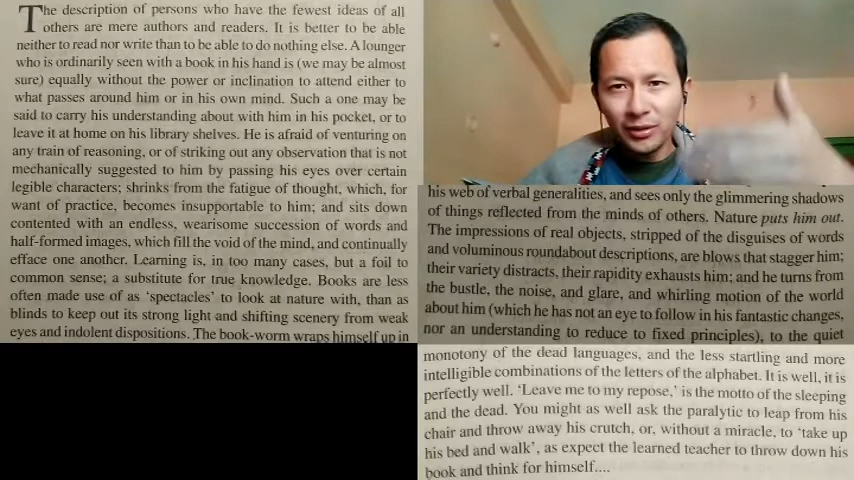 The description of persons who have the fewest ideas of all
others are mere authors and readers. It is better to be able
neither to read nor write than to be able to do nothing else. A lounger
who is ordinarily seen with a book in his hand is (we may be almost
sure) equally without the power or inclination to attend either to
what passes around him or in his own mind. Such a one may be
said to carry his understanding about with him in his pocket, or to
leave it at home on his library shelves. He is afraid of venturing on
any train of reasoning, or of striking out any observation that is not
mechanically suggested to him by passing his eyes over certain
legible characters; shrinks from the fatigue of thought, which, for
want of practice, becomes insupportable to him; and sits down
contented with an endless, wearisome succession of words and
half-formed images, which fill the void of the mind, and continually
efface one another. Learning is, in too many cases, but a foil to
common sense; a substitute for true knowledge. Books are less
often made use of as ‘spectacles’ to look at nature with, than as
blinds to keep out its strong light and shifting scenery from weak
eyes and indolent dispositions. The book-worm wraps himself up in
his web of verbal generalities, and sees only the glimmering shadows
of things reflected from the minds of others. Nature puts him out.
The impressions of real objects, stripped of the disguises of words
and voluminous roundabout descriptions, are blows that stagger him;
their variety distracts, their rapidity exhausts him; and he turns from
the bustle, the noise, and glare, and whirling motion of the world
about him (which he has not an eye to follow in his fantastic changes,
nor an understanding to reduce to fixed principles), to the quiet
monotony of the dead languages, and the less startling and more
intelligible combinations of the letters of the alphabet. It is well, it is
perfectly well. ‘Leave me to my repose,’ is the motto of the sleeping
and the dead. You might as well ask the paralytic to leap from his
chair and throw away his crutch, or, without a miracle, to ‘take up
his bed and walk’, as expect the learned teacher to throw down his
book and think for himself....